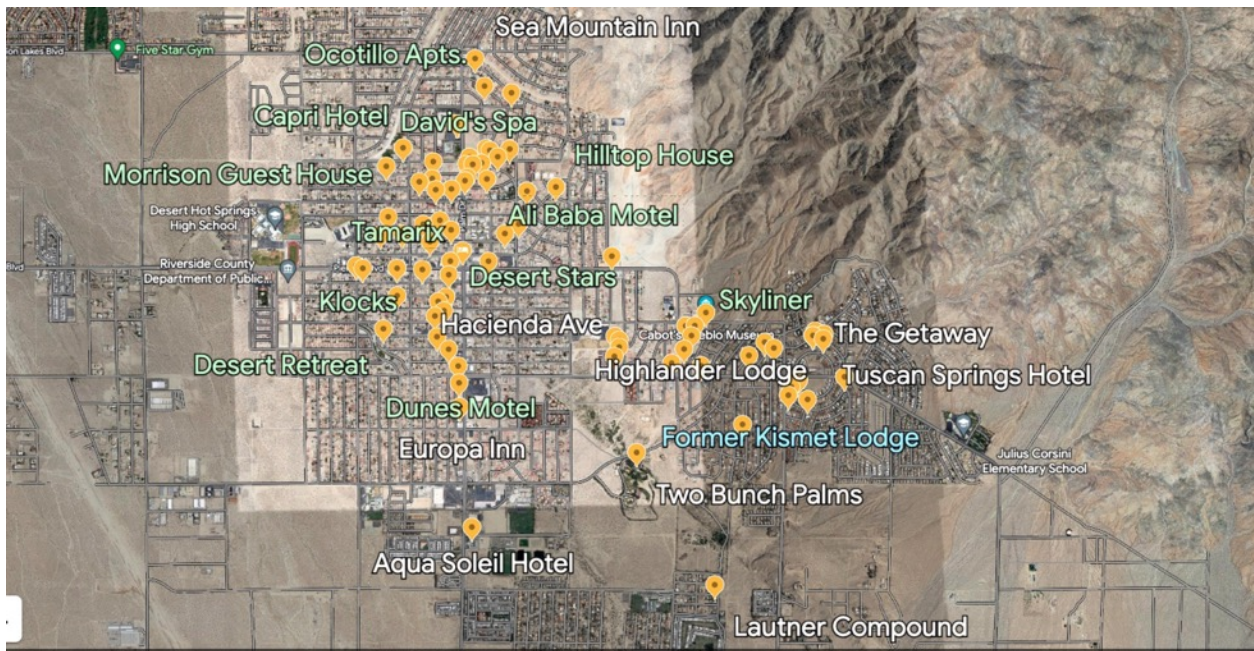 Sea Mountain Inn
Five Star Gym
Ocotillo Apts.
Capri Hotel
David's Spa
Hilltop House
Morrison Guest House
Desert Hot Springs
High School
Ali Baba Motel
Tamarix
Riverside County
Department of Public...
Desert Stars
Klocks
Skyliner
Hacienda Ave
The Getaway
Desert Retreat
Highlander Lodge
Tuscan Springs Hotel
Dunes Motel
Former Kismet Lodge
Europa Inn
Julius Corsini
Elementary School
Two Bunch Palms
Aqua Soleil Hotel
Lautner Compound